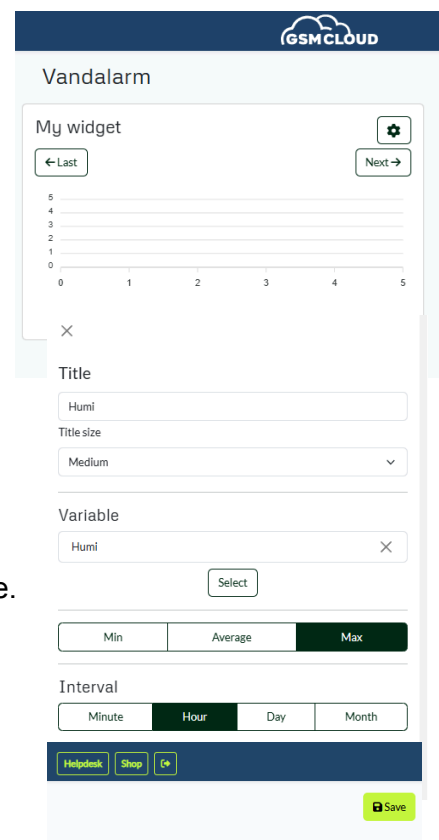 GSMCLOUD
Vandalarm
My widget
←Last
Next→
5
4
3
2
1
0
0 1 2 3 4 5
Title
Humi
Title size
Medium
Variable
Humi
e.
Select
Min Average Max
Interval
Minute Hour Day Month
Helpdesk Shop
Save